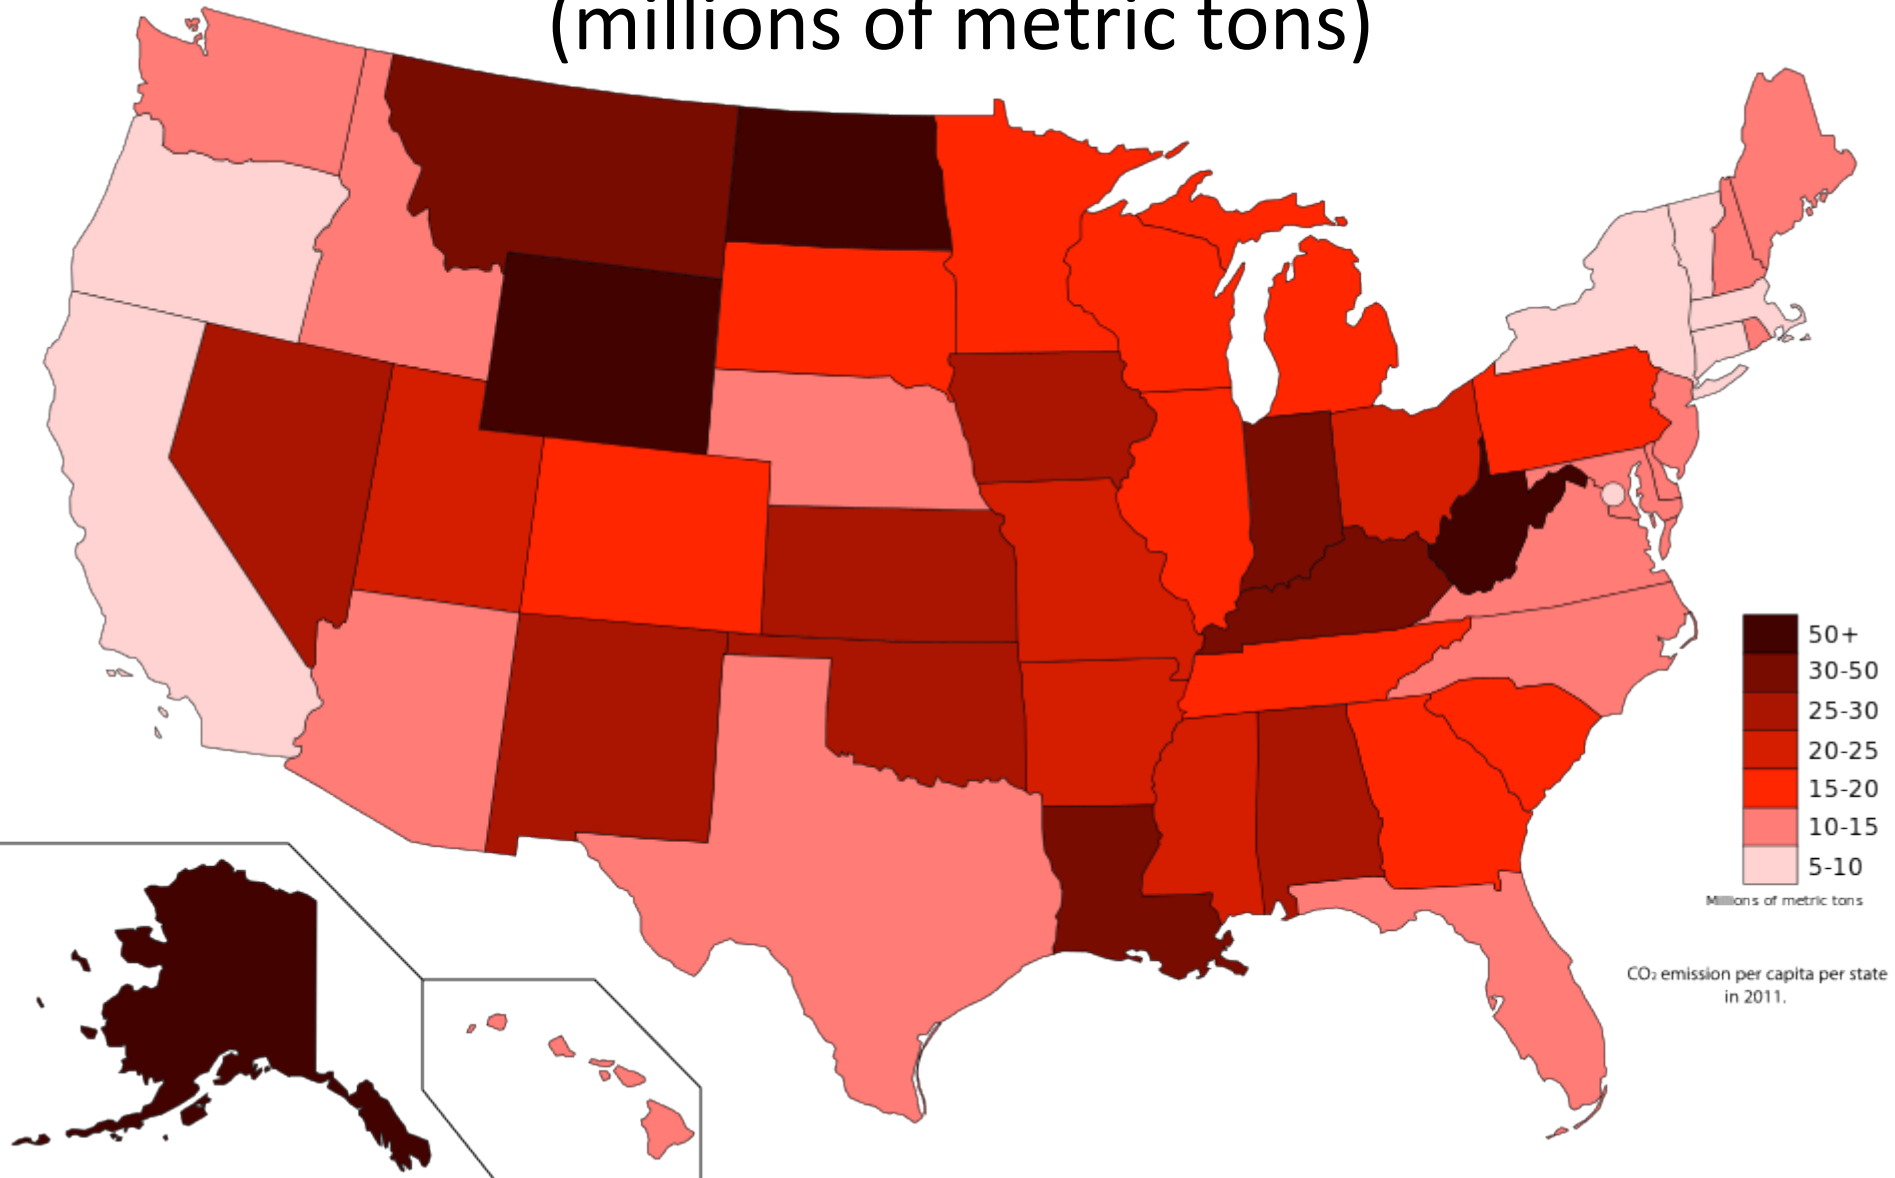 (millions of metric tons)
50+
30-50
25-30
20-25
15-20
10-15
5-10
Millions of metric tons
CO₂ emission per capita per state
in 2011.